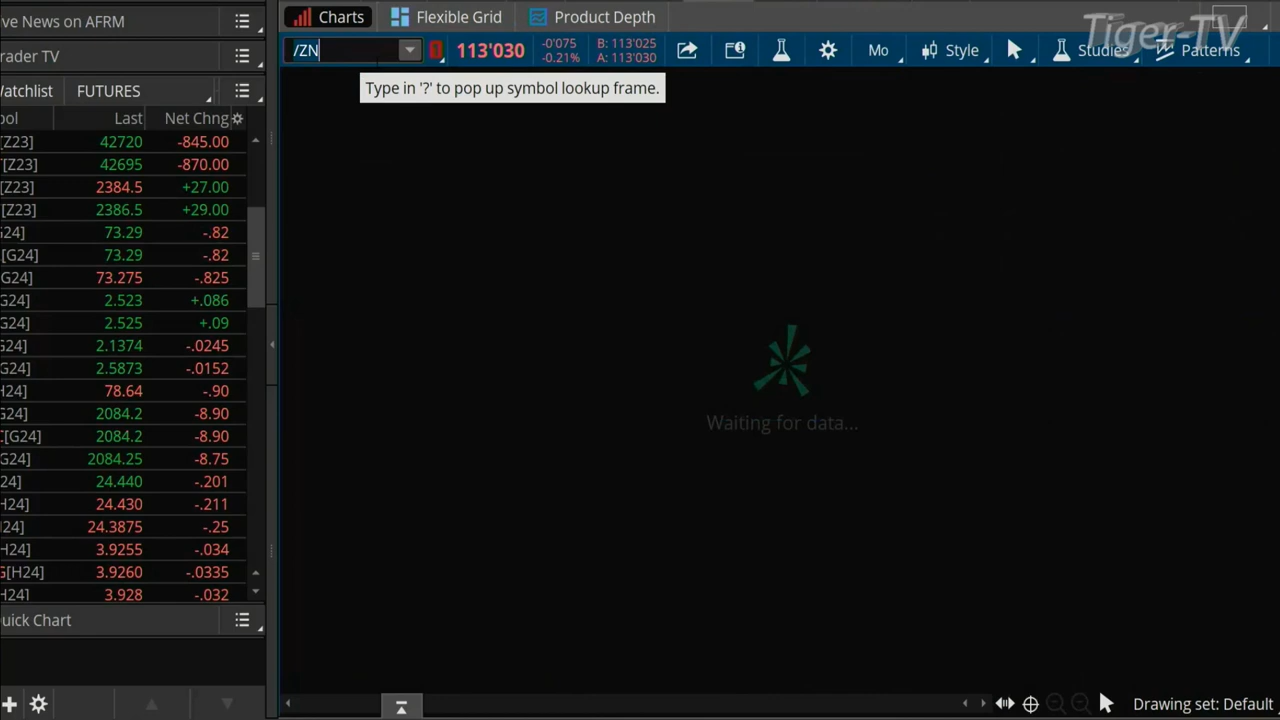 ve News on AFRM
rader TV
Vatchlist FUTURES
bol Last Net Chng
[Z23] 42720 -845.00
T[Z23] 42695 -870.00
[Z23] 2384.5 +27.00
[Z23] 2386.5 +29.00
G24] 73.29 -.82
[G24] 73.29 -.82
G24] 73.275 -.825
G24] 2.523 +.086
G24] 2.525 +.09
G24] 2.1374 -.0245
G24] 2.5873 -.0152
H24] 78.64 -.90
G24] 2084.2 -8.90
C[G24] 2084.2 -8.90
G24] 2084.25 -8.75
24] 24.440 -.201
H24] 24.430 -.211
24] 24.3875 -.25
H24] 3.9255 -.034
G[H24] 3.9260 -.0335
H24] 3.928 -.032
uick Chart
Charts Flexible Grid Product Depth
Tiger-TV
/ZN 113'030 -0'075 B: 113'025
-0.21% A: 113'030
Mo Style Studies Patterns
Type in '?' to pop up symbol lookup frame.
Waiting for data...
Drawing set: Default